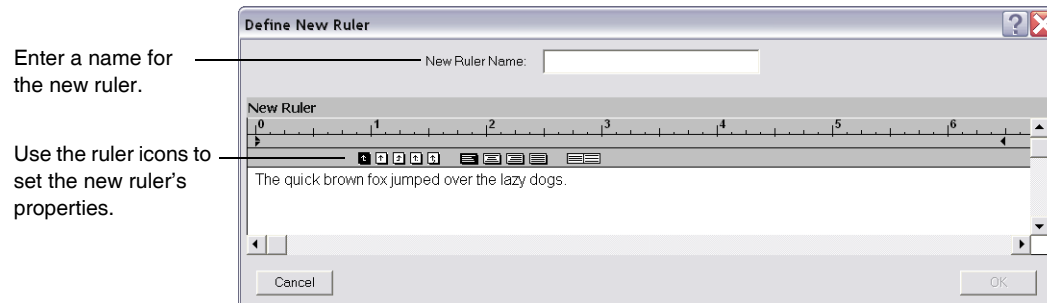 Define New Ruler
Enter a name for
the new ruler.
New Ruler Name:
New Ruler
0 1 2 3 4 5 6
Use the ruler icons to
set the new ruler's
properties.
The quick brown fox jumped over the lazy dogs.
Cancel
OK